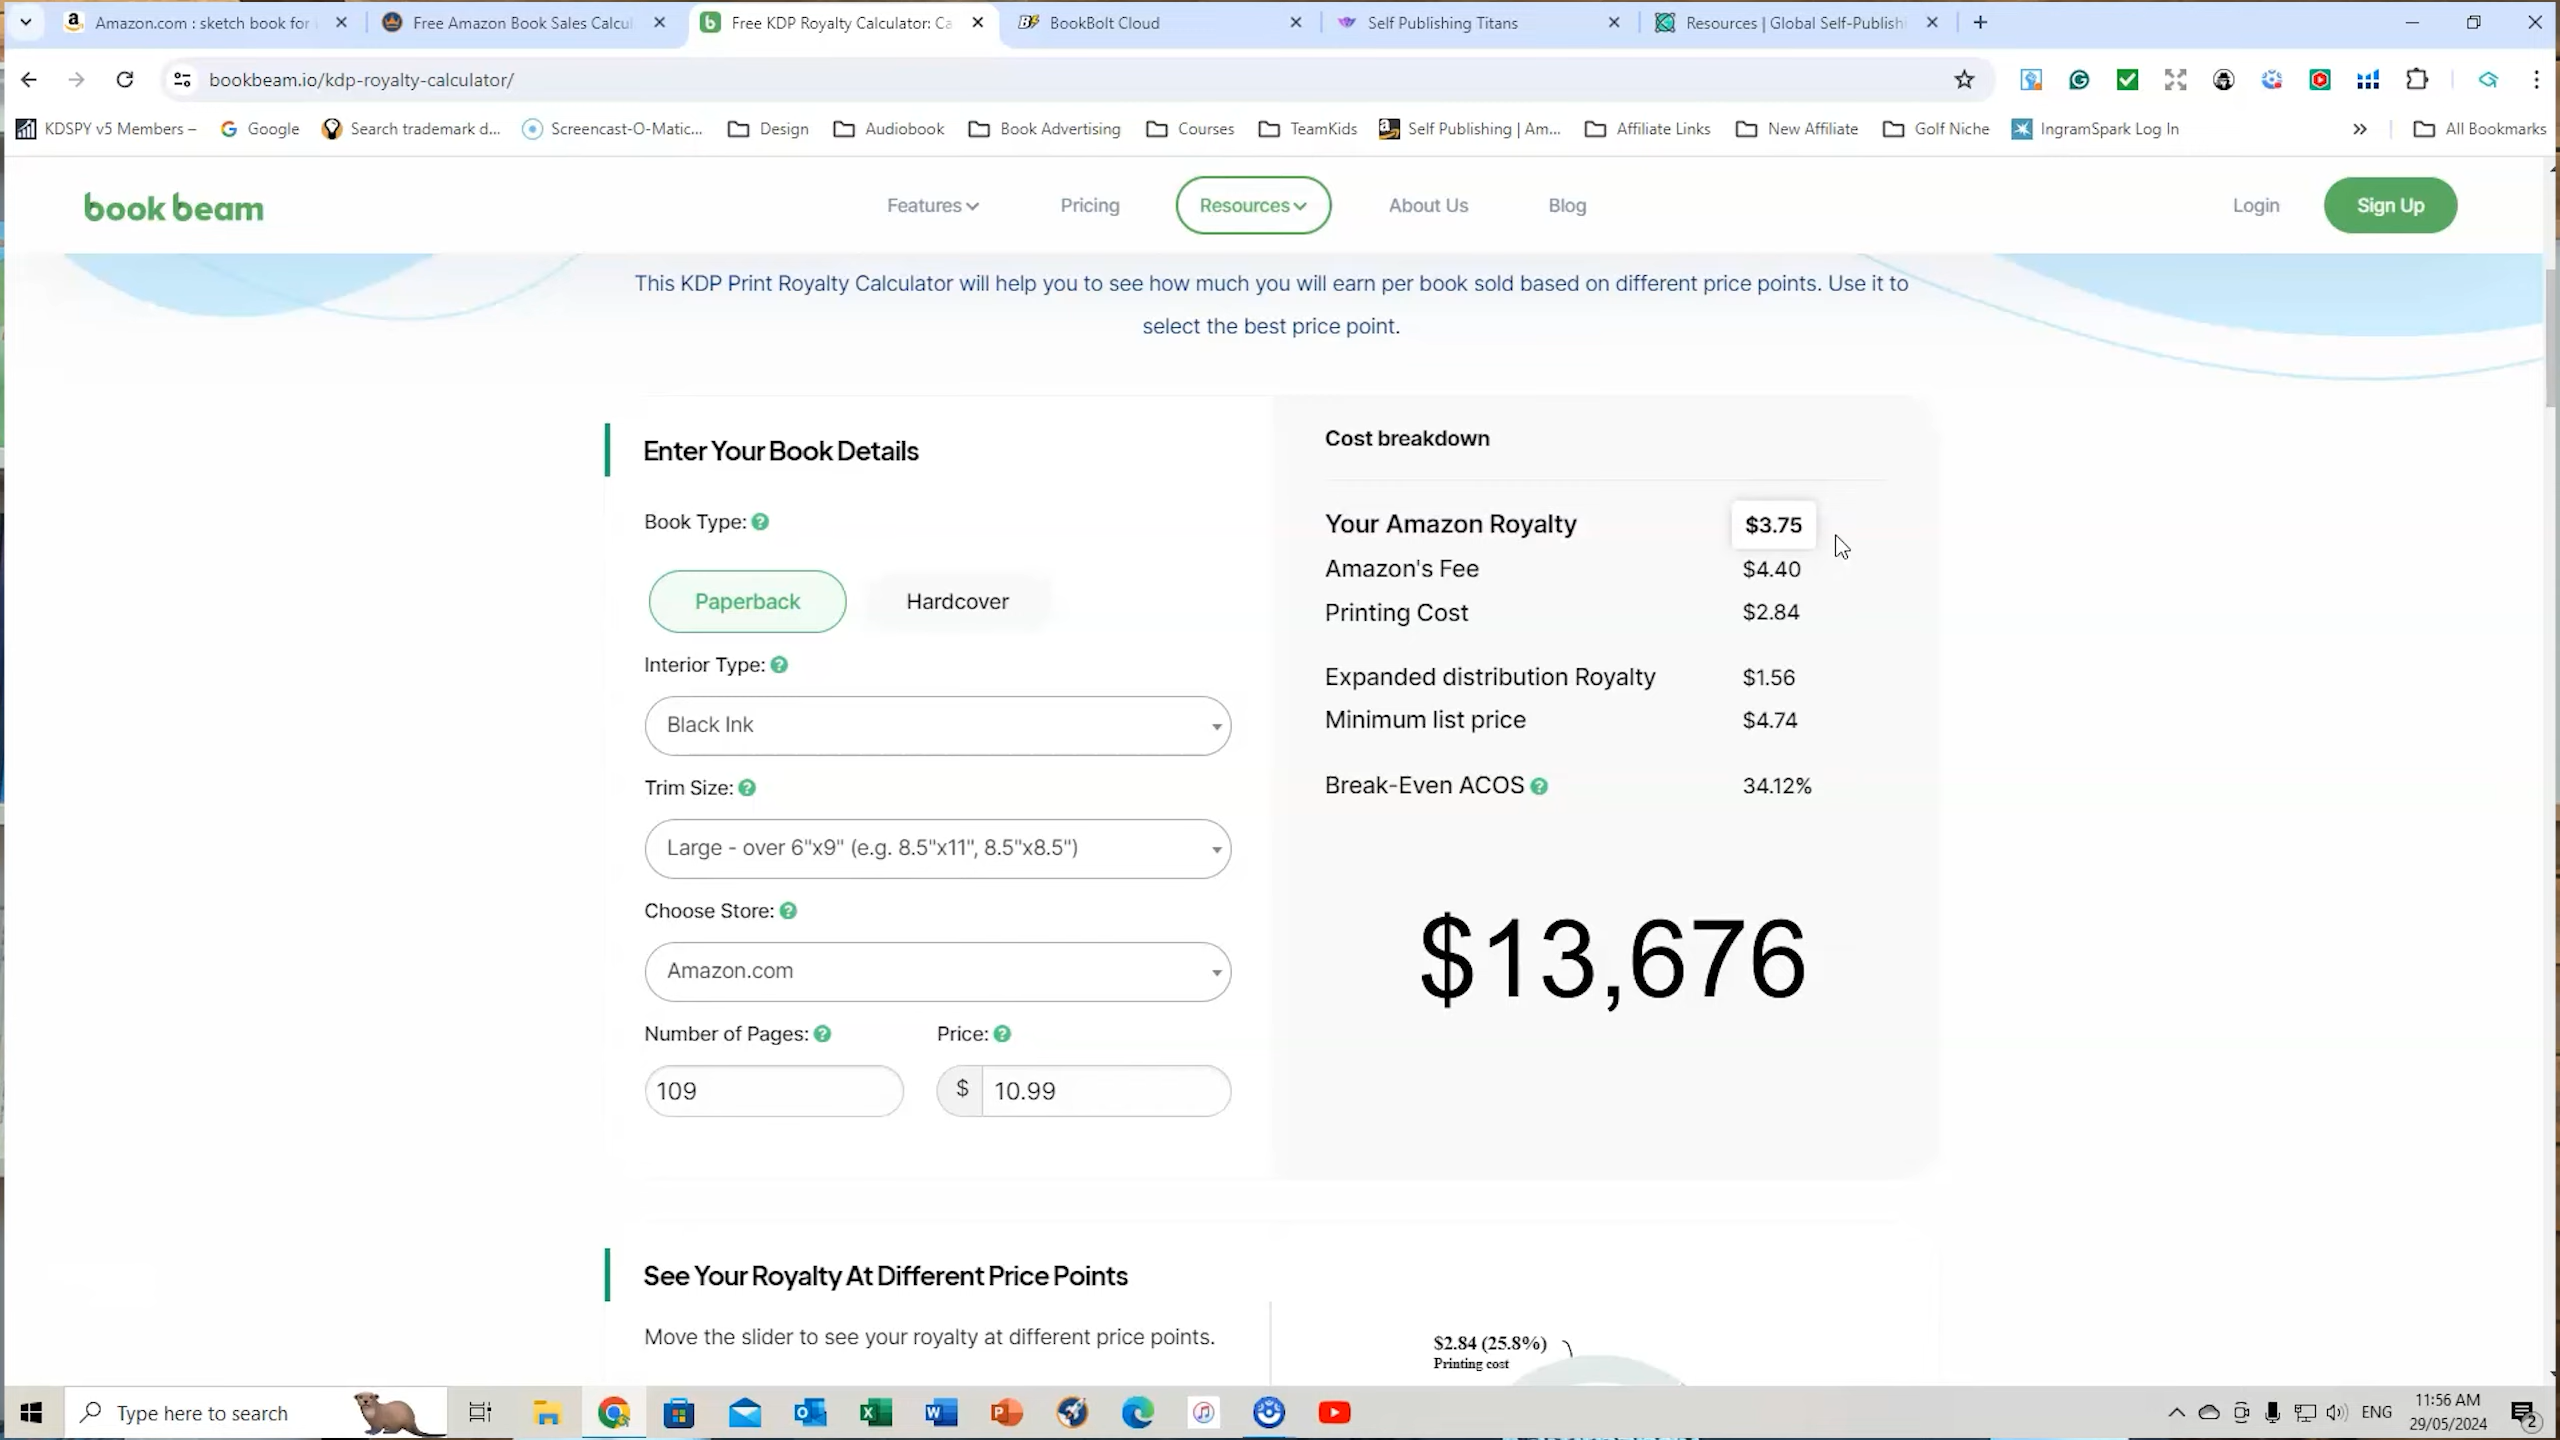 Amazon.com : sketch book for
Free Amazon Book Sales Calcul
Free KDP Royalty Calculator: Ca
BookBolt Cloud
Self Publishing Titans
Resources | Global Self-Publishi
bookbeam.io/kdp-royalty-calculator/
KDSPY v5 Members –
Google
Search trademark d...
Screencast-O-Matic...
Design
Audiobook
Book Advertising
Courses
TeamKids
Self Publishing | Am...
Affiliate Links
New Affiliate
Golf Niche
IngramSpark Log In
All Bookmarks
book beam
Features
Pricing
Resources
About Us
Blog
Login
Sign Up
This KDP Print Royalty Calculator will help you to see how much you will earn per book sold based on different price points. Use it to
select the best price point.
Enter Your Book Details
Book Type:
Paperback
Hardcover
Interior Type:
Black Ink
Trim Size:
Large - over 6"x9" (e.g. 8.5"x11", 8.5"x8.5")
Choose Store:
Amazon.com
Number of Pages:
Price:
109
$ 10.99
Cost breakdown
Your Amazon Royalty $3.75
Amazon's Fee $4.40
Printing Cost $2.84
Expanded distribution Royalty $1.56
Minimum list price $4.74
Break-Even ACOS 34.12%
$13,676
See Your Royalty At Different Price Points
Move the slider to see your royalty at different price points.
$2.84 (25.8%)
Printing cost
Type here to search
ENG
11:56 AM
29/05/2024
2